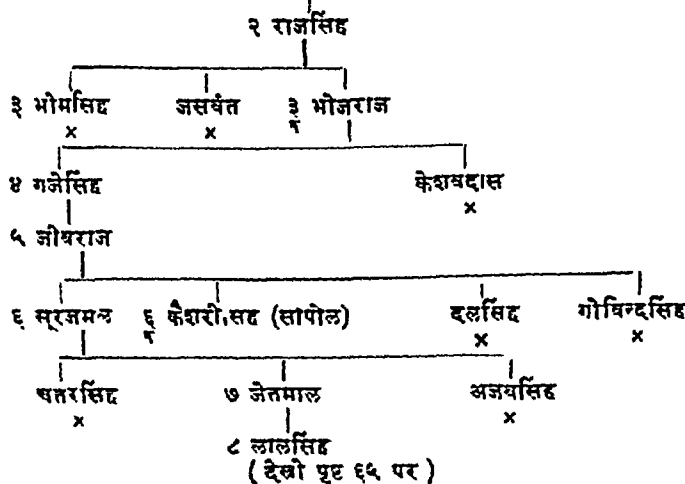 २ राजसिंह
३ भीमसिंह जसवंत ३/१ भोजराज
× ×
४ गजेसिंह केशवदास
×
५ जीवराज
६ सूरजमल ६/१ कैशरीसिंह (सांपोल) दलसिंह गोविन्दसिंह
× ×
चतरसिंह ७ जेतमाल अजयसिंह
× ×
८ लालसिंह
( देखो पृष्ट ६५ पर )